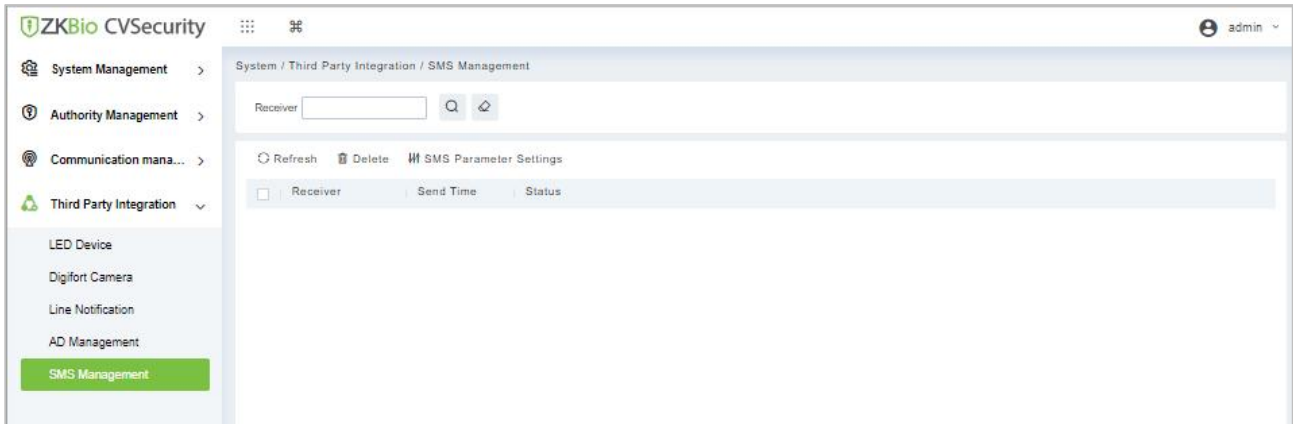 ZKBio CVSecurity
admin
System Management
Authority Management
Communication mana...
Third Party Integration
LED Device
Digifort Camera
Line Notification
AD Management
SMS Management
System / Third Party Integration / SMS Management
Receiver
Refresh Delete SMS Parameter Settings
Receiver Send Time Status